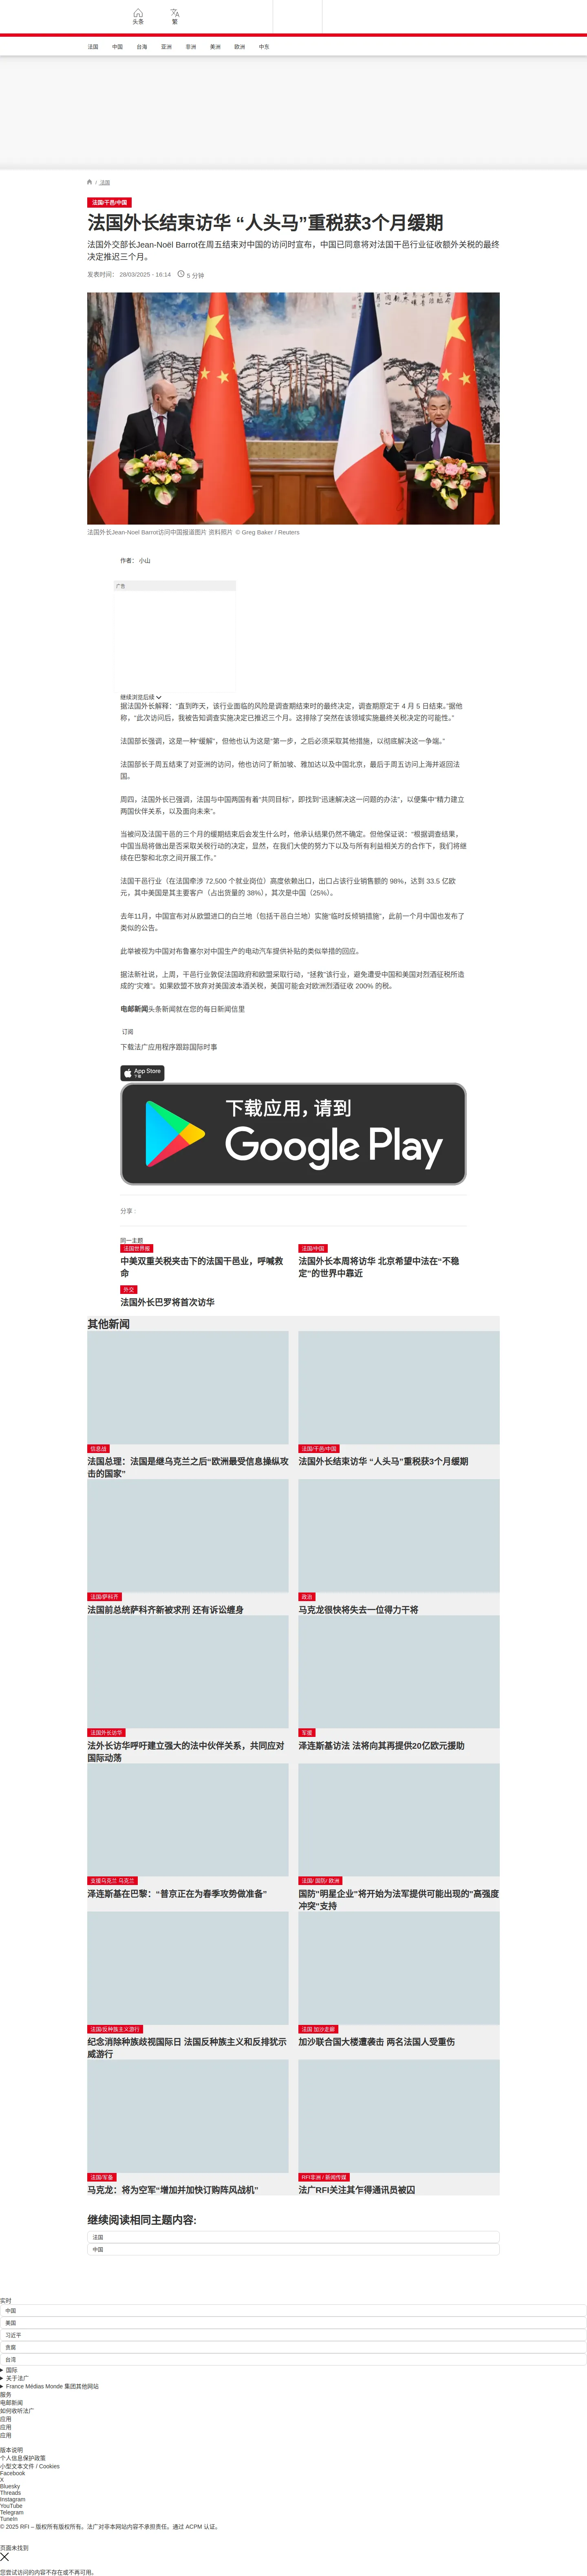 头条
繁
法国
中国
台海
亚洲
非洲
美洲
欧洲
中东
/ 法国
法国/干邑/中国
法国外长结束访华 “人头马”重税获3个月缓期
法国外交部长Jean-Noël Barrot在周五结束对中国的访问时宣布，中国已同意将对法国干邑行业征收额外关税的最终
决定推迟三个月。
发表时间： 28/03/2025 - 16:14
5 分钟
法国外长Jean-Noel Barrot访问中国报道图片 资料照片 © Greg Baker / Reuters
作者： 小山
广告
继续浏览后续
据法国外长解释：“直到昨天，该行业面临的风险是调查期结束时的最终决定，调查期原定于 4 月 5 日结束。”据他
称，“此次访问后，我被告知调查实施决定已推迟三个月。这排除了突然在该领域实施最终关税决定的可能性。”
法国部长强调，这是一种“缓解”，但他也认为这是“第一步，之后必须采取其他措施，以彻底解决这一争端。”
法国部长于周五结束了对亚洲的访问，他也访问了新加坡、雅加达以及中国北京，最后于周五访问上海并返回法
国。
周四，法国外长已强调，法国与中国两国有着“共同目标”，即找到“迅速解决这一问题的办法”，以便集中“精力建立
两国伙伴关系，以及面向未来”。
当被问及法国干邑的三个月的缓期结束后会发生什么时，他承认结果仍然不确定。但他保证说：“根据调查结果，
中国当局将做出是否采取关税行动的决定，显然，在我们大使的努力下以及与所有利益相关方的合作下，我们将继
续在巴黎和北京之间开展工作。”
法国干邑行业（在法国牵涉 72,500 个就业岗位）高度依赖出口，出口占该行业销售额的 98%，达到 33.5 亿欧
元，其中美国是其主要客户（占出货量的 38%），其次是中国（25%）。
去年11月，中国宣布对从欧盟进口的白兰地（包括干邑白兰地）实施“临时反倾销措施”，此前一个月中国也发布了
类似的公告。
此举被视为中国对布鲁塞尔对中国生产的电动汽车提供补贴的类似举措的回应。
据法新社说，上周，干邑行业敦促法国政府和欧盟采取行动，“拯救”该行业，避免遭受中国和美国对烈酒征税所造
成的“灾难”。如果欧盟不放弃对美国波本酒关税，美国可能会对欧洲烈酒征收 200% 的税。
电邮新闻头条新闻就在您的每日新闻信里
订阅
下载法广应用程序跟踪国际时事
App Store
下载
下载应用，请到
Google Play
分享 :
同一主题
法国世界报
中美双重关税夹击下的法国干邑业，呼喊救
命
法国/中国
法国外长本周将访华 北京希望中法在“不稳
定”的世界中靠近
外交
法国外长巴罗将首次访华
其他新闻
信息战
法国总理：法国是继乌克兰之后“欧洲最受信息操纵攻
击的国家”
法国/干邑/中国
法国外长结束访华 “人头马”重税获3个月缓期
法国/萨科齐
法国前总统萨科齐新被求刑 还有诉讼缠身
政治
马克龙很快将失去一位得力干将
法国外长访华
法外长访华呼吁建立强大的法中伙伴关系，共同应对
国际动荡
军援
泽连斯基访法 法将向其再提供20亿欧元援助
支援乌克兰 乌克兰
泽连斯基在巴黎：“普京正在为春季攻势做准备”
法国/ 国防/ 欧洲
国防"明星企业"将开始为法军提供可能出现的"高强度
冲突"支持
法国/反种族主义游行
纪念消除种族歧视国际日 法国反种族主义和反排犹示
威游行
法国 加沙走廊
加沙联合国大楼遭袭击 两名法国人受重伤
法国/军备
马克龙：将为空军“增加并加快订购阵风战机”
RFI非洲 / 新闻传媒
法广RFI关注其乍得通讯员被囚
继续阅读相同主题内容:
法国
中国
实时
中国
美国
习近平
贵腐
台湾
国际
关于法广
France Médias Monde 集团其他网站
服务
电邮新闻
如何收听法广
应用
应用
应用
版本说明
个人信息保护政策
小型文本文件 / Cookies
Facebook
X
Bluesky
Threads
Instagram
YouTube
Telegram
TuneIn
© 2025 RFI – 版权所有版权所有。法广对非本网站内容不承担责任。通过 ACPM 认证。
页面未找到
您尝试访问的内容不存在或不再可用。